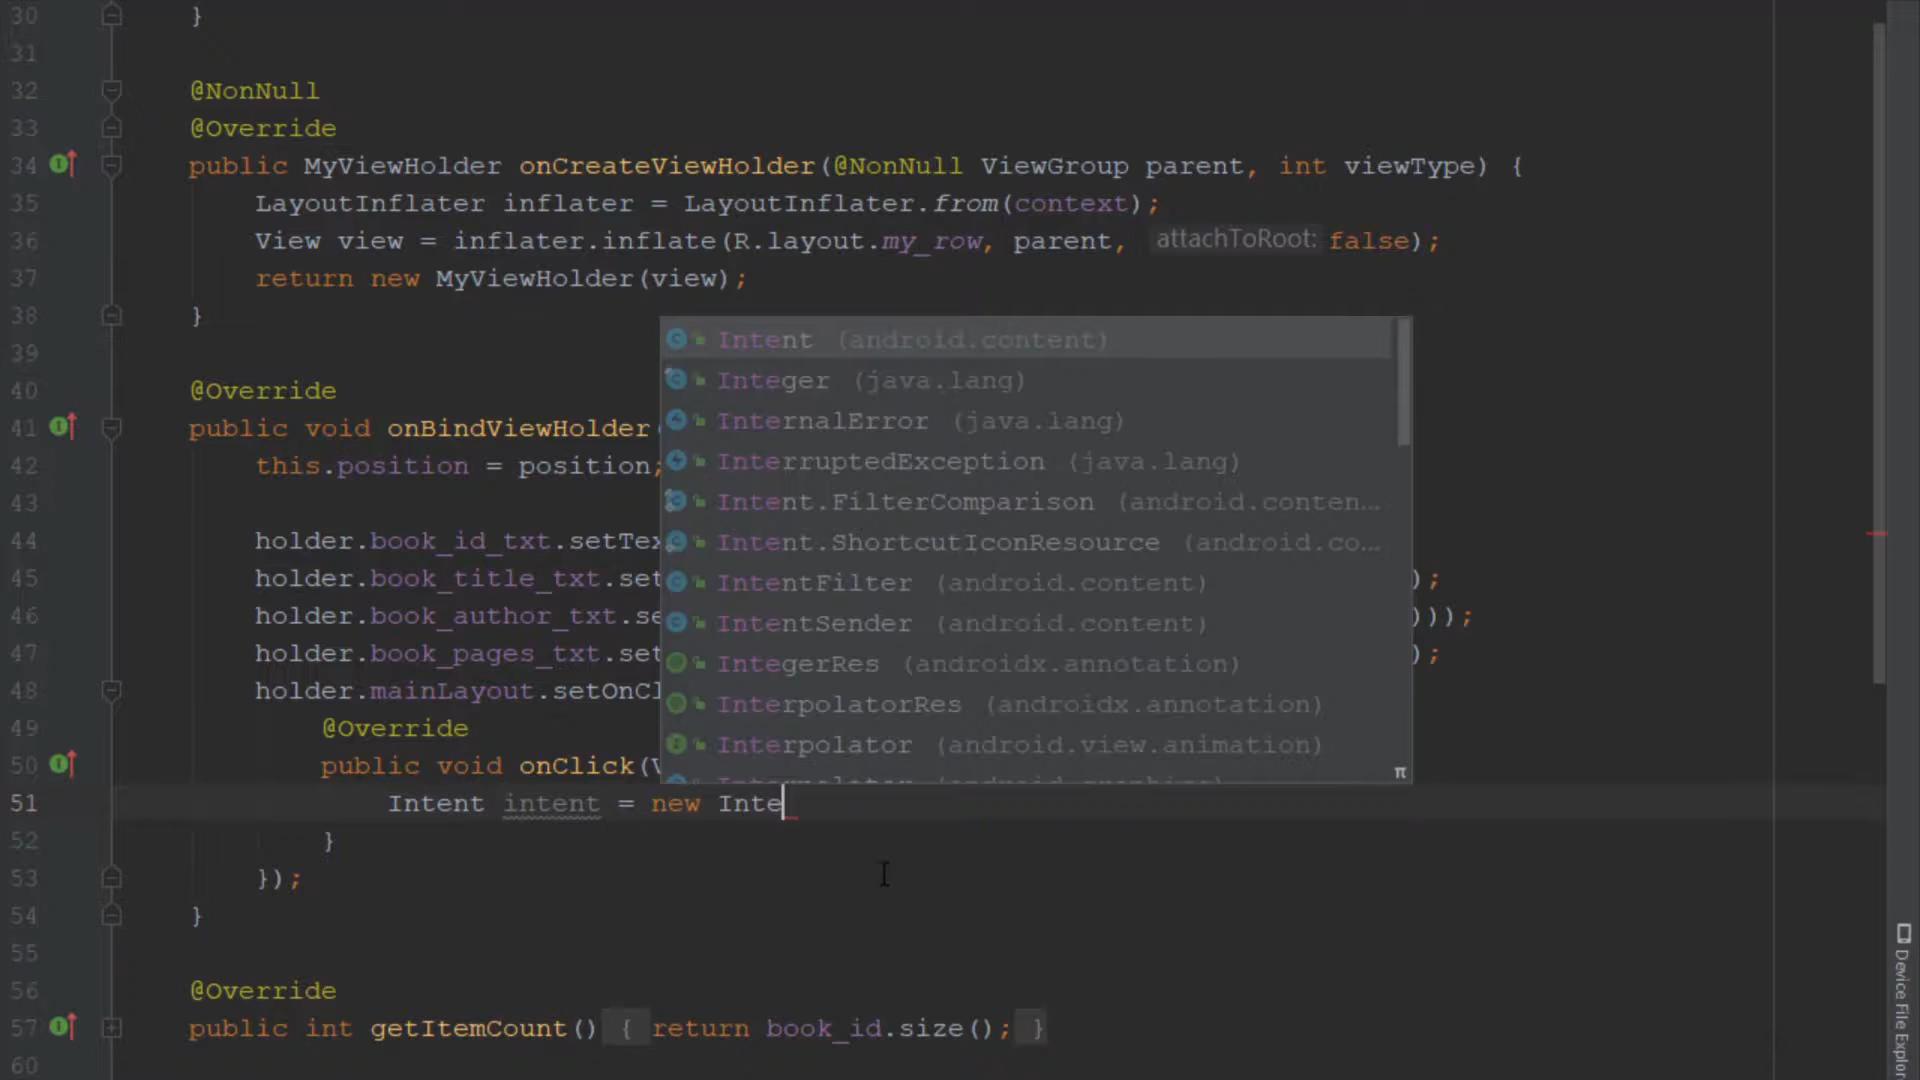 30 }
31
32 @NonNull
33 @Override
34 public MyViewHolder onCreateViewHolder(@NonNull ViewGroup parent, int viewType) {
35 LayoutInflater inflater = LayoutInflater.from(context);
36 View view = inflater.inflate(R.layout.my_row, parent, attachToRoot: false);
37 return new MyViewHolder(view);
38 }
39
40 @Override
41 public void onBindViewHolder(
42 this.position = position;
43
44 holder.book_id_txt.setTex
45 holder.book_title_txt.set );
46 holder.book_author_txt.se )));
47 holder.book_pages_txt.set );
48 holder.mainLayout.setOnCl
49 @Override
50 public void onClick(V
51 Intent intent = new Inte
52 }
53 });
54 }
55
56 @Override
57 public int getItemCount() { return book_id.size(); }
60
Intent (android.content)
Integer (java.lang)
InternalError (java.lang)
InterruptedException (java.lang)
Intent.FilterComparison (android.conten...
Intent.ShortcutIconResource (android.co...
IntentFilter (android.content)
IntentSender (android.content)
IntegerRes (androidx.annotation)
InterpolatorRes (androidx.annotation)
Interpolator (android.view.animation)
π
Device File Explor